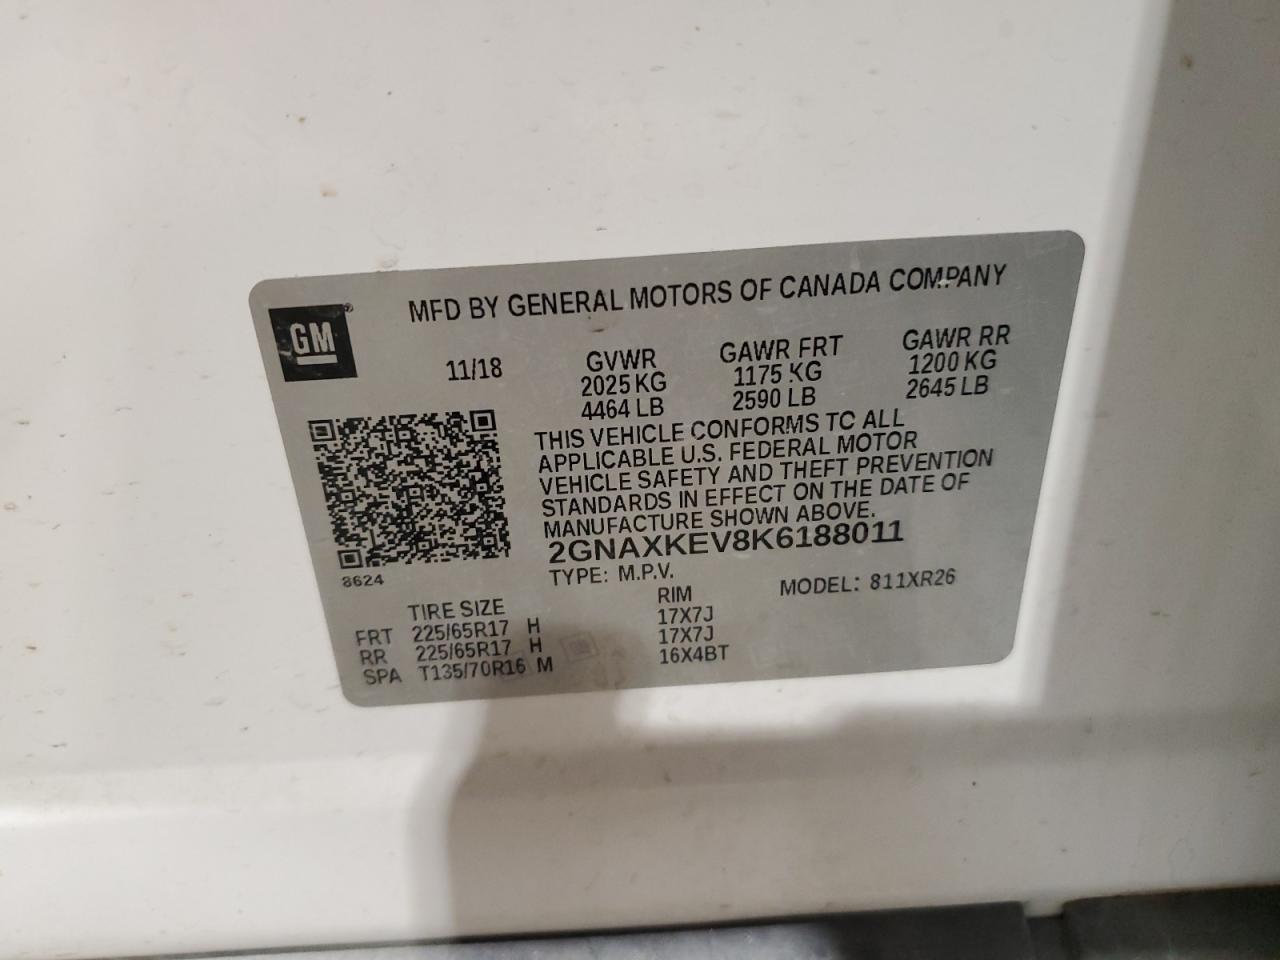 MFD BY GENERAL MOTORS OF CANADA COMPANY
GM®
11/18
GVWR
2025 KG
4464 LB
GAWR FRT
1175 KG
2590 LB
GAWR RR
1200 KG
2645 LB
THIS VEHICLE CONFORMS TO ALL
APPLICABLE U.S. FEDERAL MOTOR
VEHICLE SAFETY AND THEFT PREVENTION
STANDARDS IN EFFECT ON THE DATE OF
MANUFACTURE SHOWN ABOVE.
2GNAXKEV8K6188011
8624
TYPE: M.P.V.
MODEL: 811XR26
TIRE SIZE RIM
FRT 225/65R17 H 17X7J
RR 225/65R17 H 17X7J
SPA T135/70R16 M 16X4BT